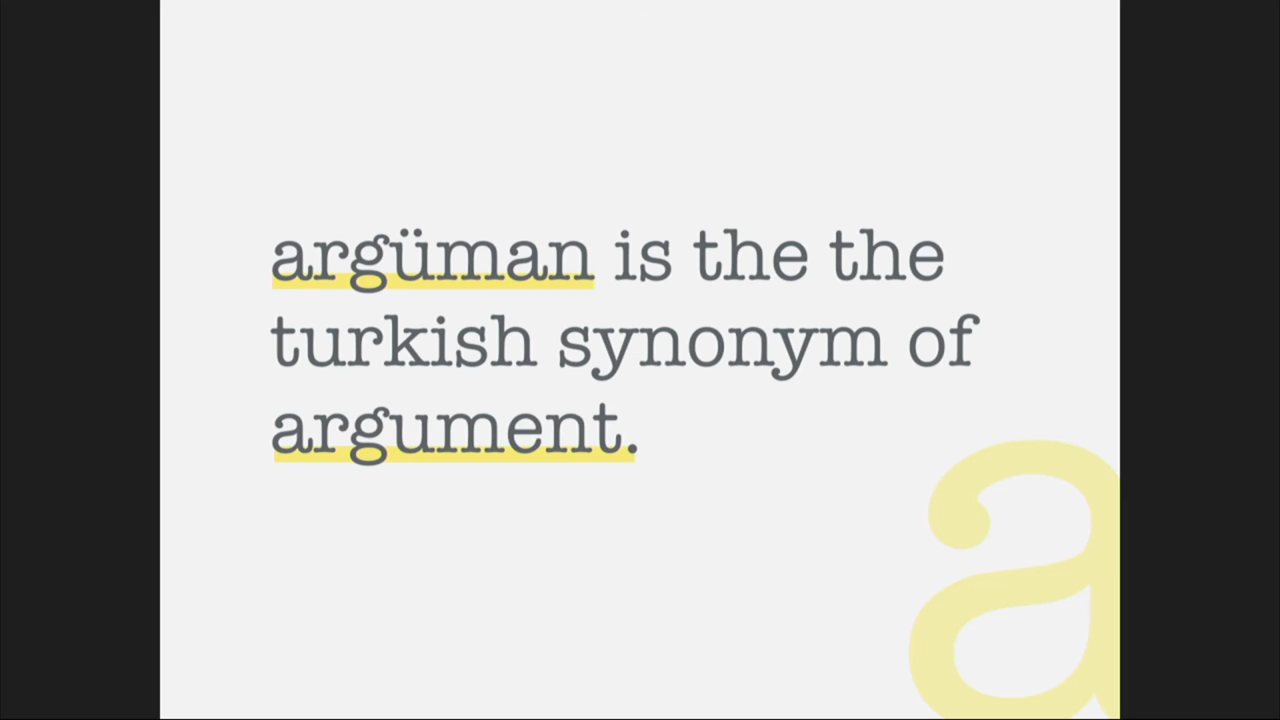 argüman is the the
turkish synonym of
argument.
a